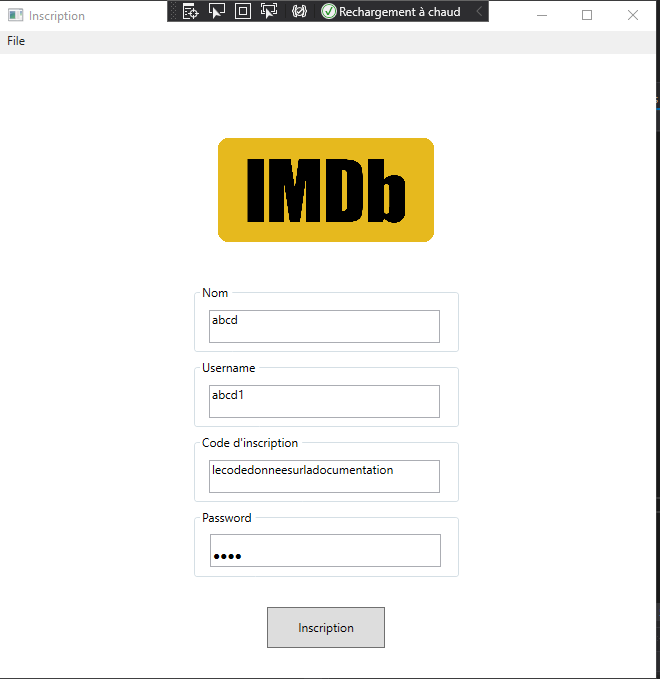 Inscription
Rechargement à chaud
File
IMDb
Nom
abcd
Username
abcd1
Code d'inscription
lecodedonneesurladocumentation
Password
••••
Inscription